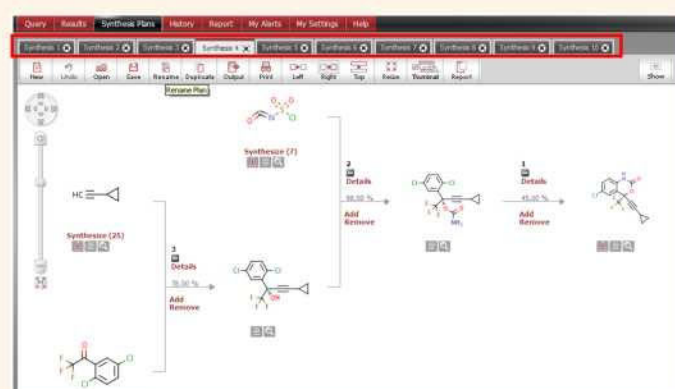 Query Results Synthesis Plans History Report My Alerts My Settings Help
Synthesis 1 Synthesis 2 Synthesis 3 Synthesis 4 Synthesis 5 Synthesis 6 Synthesis 7 Synthesis 8 Synthesis 9 Synthesis 10
New Undo Open Save Rename Duplicate Output Print Left Right Top Resize Thumbnail Report Show
Rename Plan
Synthesize (7)
2
Details
Add
Remove
1
Details
Add
Remove
HC
Synthesize (25)
3
Details
Add
Remove